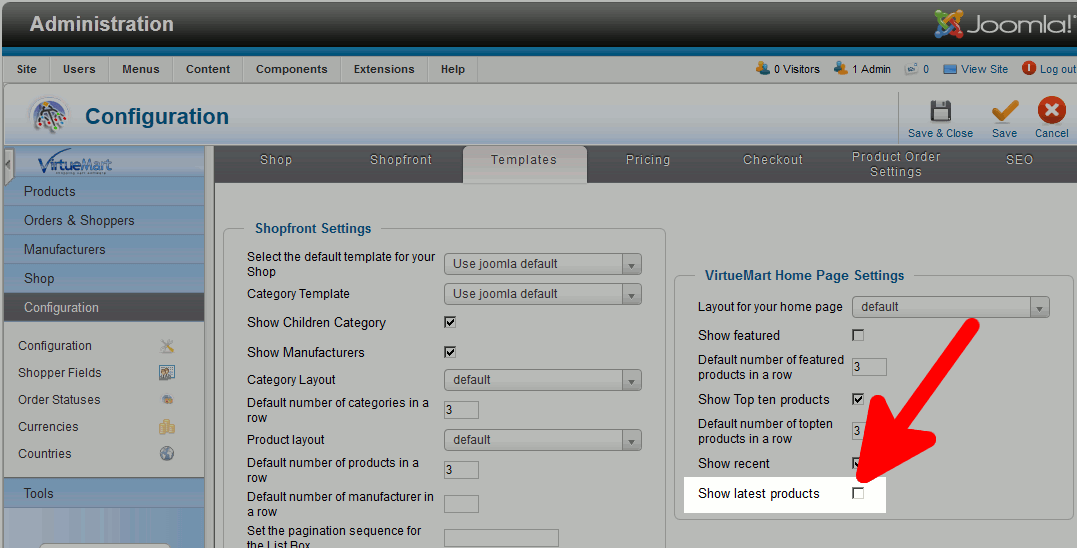 Administration
Joomla!
Site Users Menus Content Components Extensions Help
0 Visitors 1 Admin 0 View Site Log out
Configuration
Save & Close Save Cancel
VirtueMart
Products
Orders & Shoppers
Manufacturers
Shop
Configuration
Configuration
Shopper Fields
Order Statuses
Currencies
Countries
Tools
Shop Shopfront Templates Pricing Checkout Product Order SEO
Settings
Shopfront Settings
Select the default template for your
Shop
Use joomla default
Category Template Use joomla default
Show Children Category
Show Manufacturers
Category Layout default
Default number of categories in a
row
3
Product layout default
Default number of products in a
row
3
Default number of manufacturer in
a row
Set the pagination sequence for
the List Box
VirtueMart Home Page Settings
Layout for your home page default
Show featured
Default number of featured
products in a row
3
Show Top ten products
Default number of topten
products in a row
3
Show recent
Show latest products